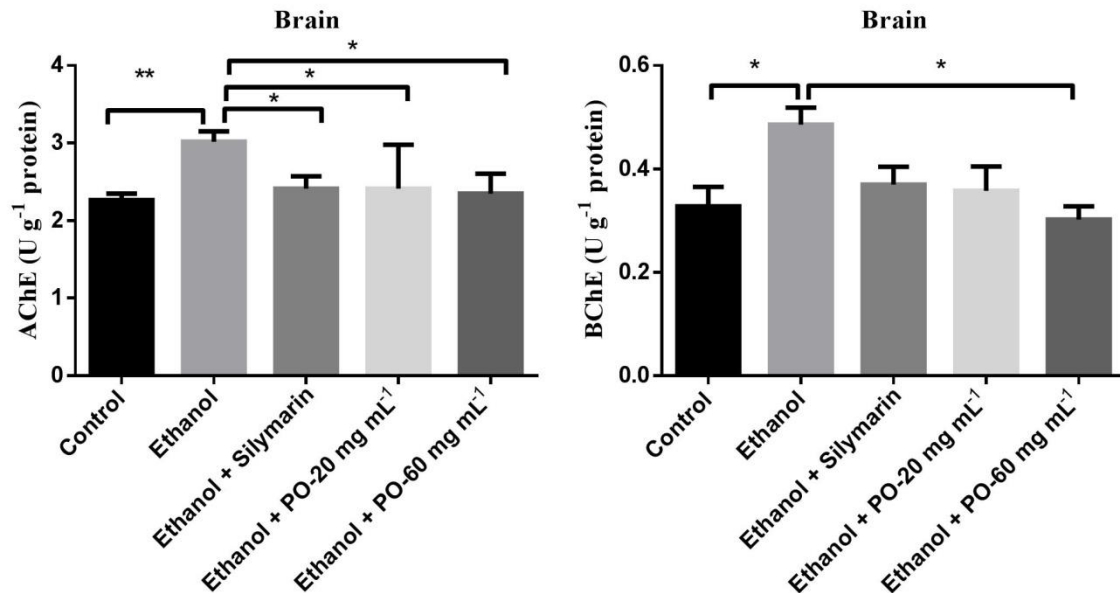 Brain
AChE (U g⁻¹ protein)
4
3
2
1
0
**
*
*
*
Control
Ethanol
Ethanol + Silymarin
Ethanol + PO-20 mg mL⁻¹
Ethanol + PO-60 mg mL⁻¹
Brain
BChE (U g⁻¹ protein)
0.6
0.4
0.2
0.0
*
*
Control
Ethanol
Ethanol + Silymarin
Ethanol + PO-20 mg mL⁻¹
Ethanol + PO-60 mg mL⁻¹